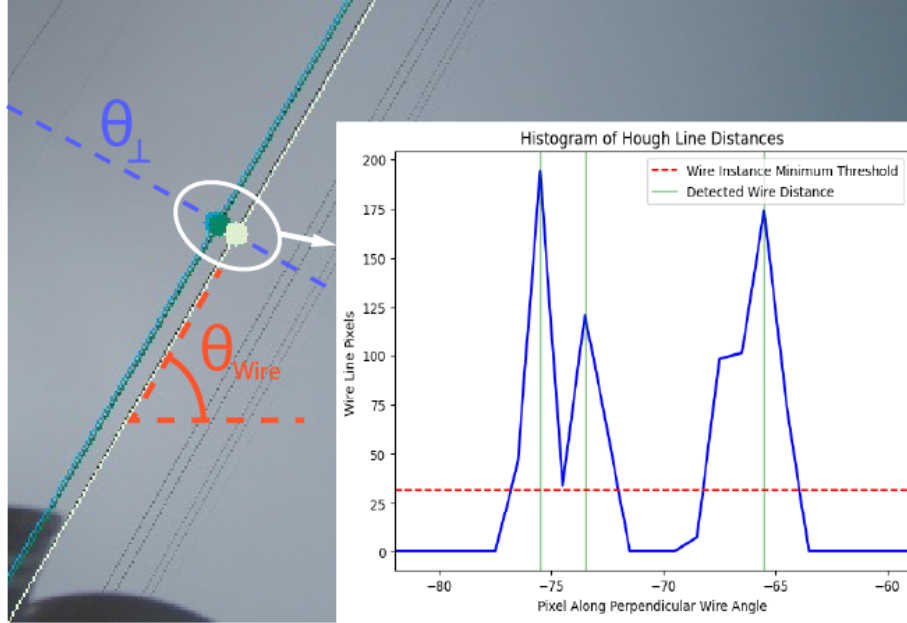 θ⊥
θWire
Histogram of Hough Line Distances
Wire Instance Minimum Threshold
Detected Wire Distance
200
175
150
125
100
75
50
25
0
Wire Line Pixels
−80
−75
−70
−65
−60
Pixel Along Perpendicular Wire Angle